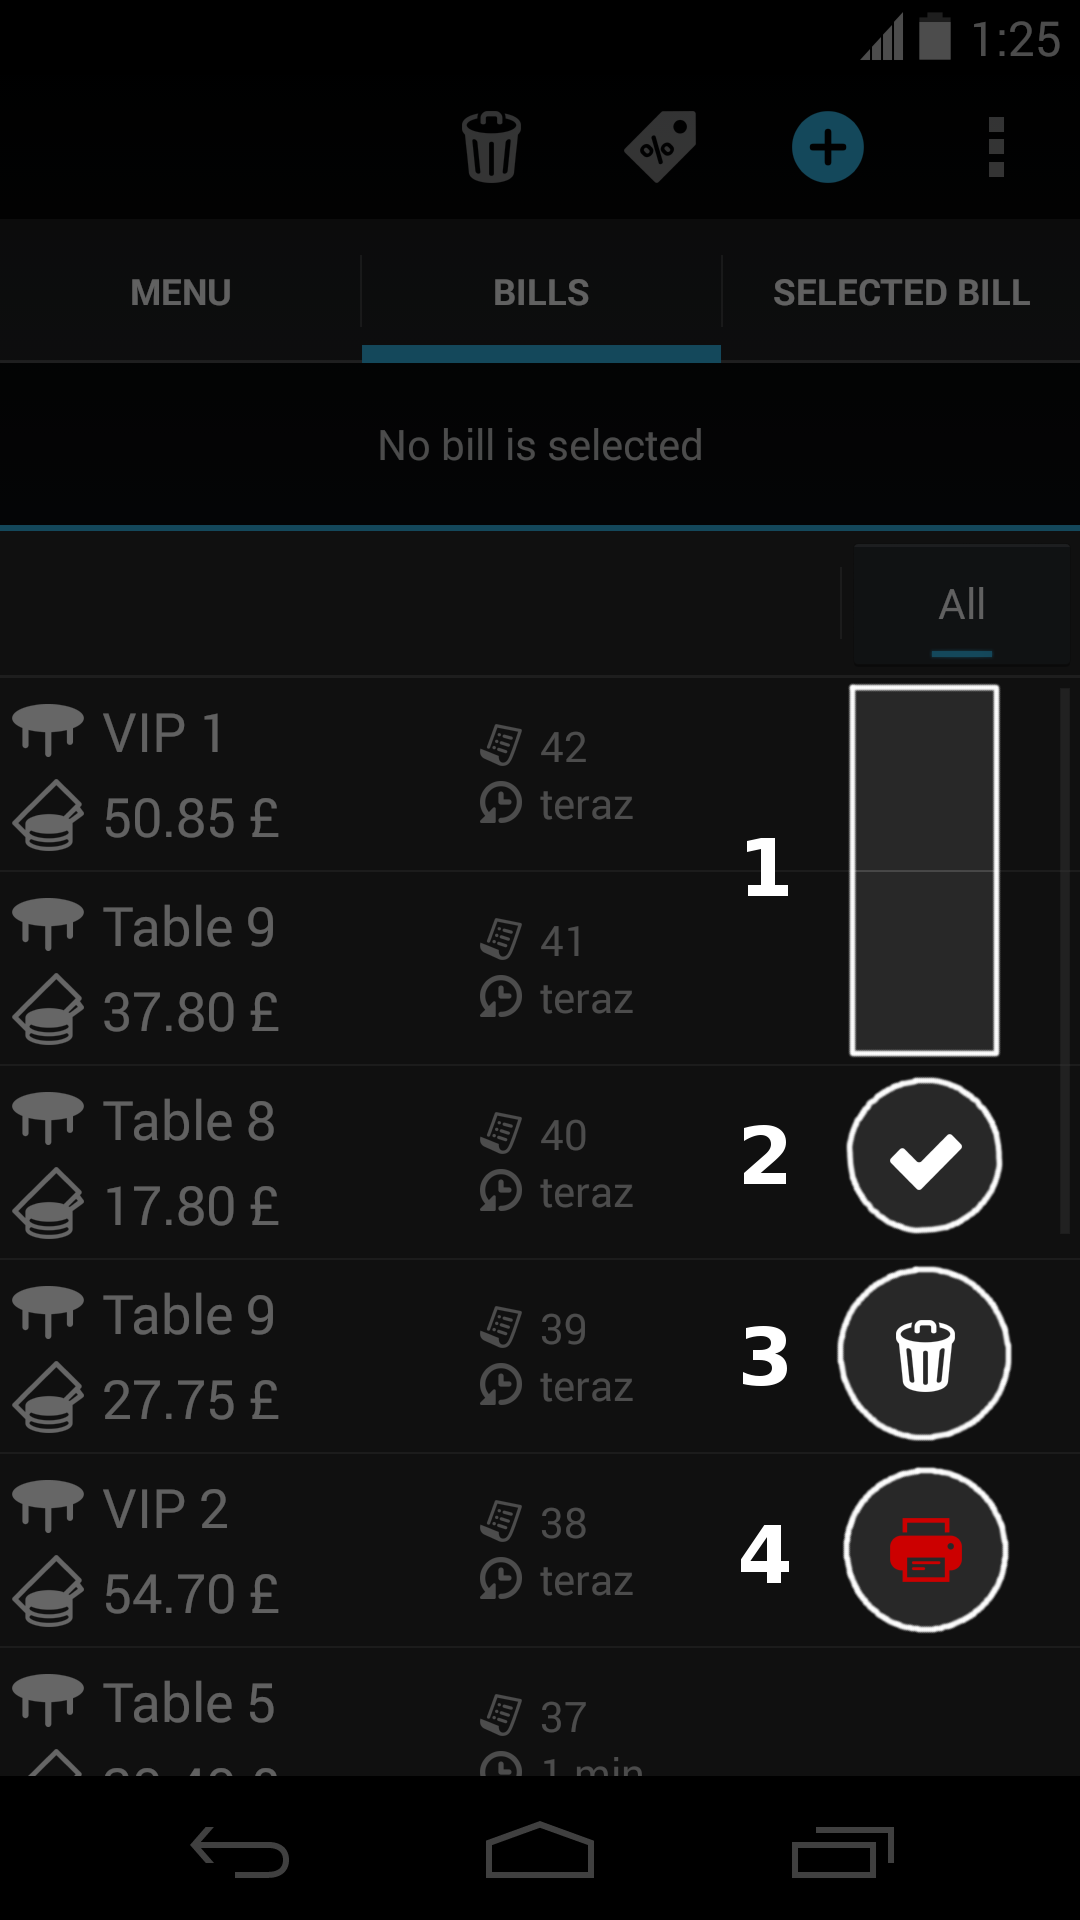 1:25
%
MENU BILLS SELECTED BILL
No bill is selected
All
VIP 1 42
50.85 £ teraz
1
Table 9 41
37.80 £ teraz
Table 8 40
2
17.80 £ teraz
Table 9 39
3
27.75 £ teraz
VIP 2 38
4
54.70 £ teraz
Table 5 37
1 min